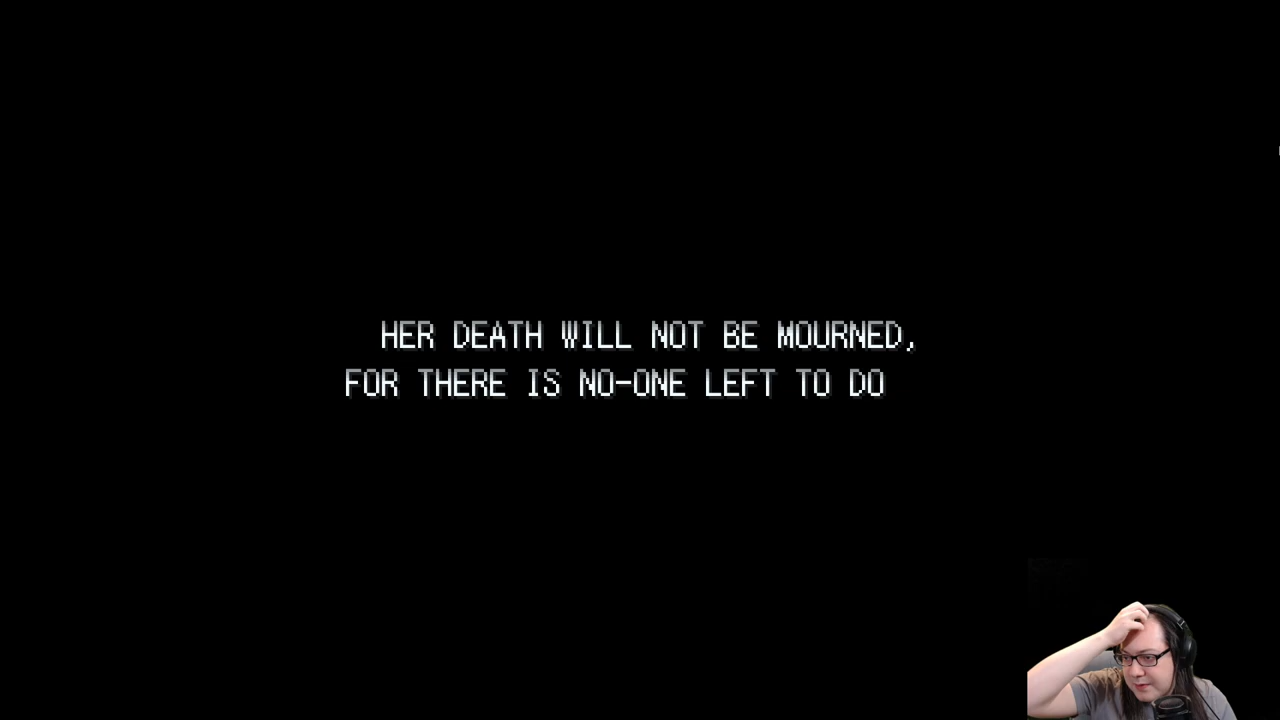 HER DEATH WILL NOT BE MOURNED,
FOR THERE IS NO-ONE LEFT TO DO